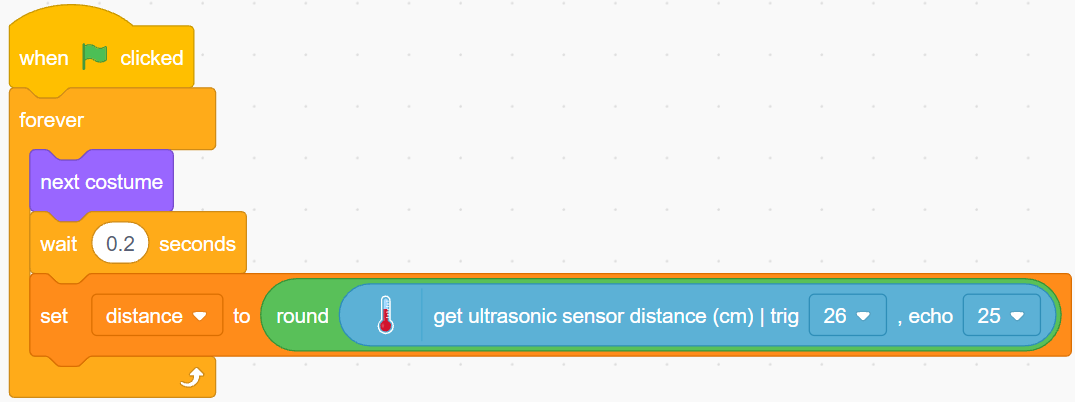 when clicked
forever
next costume
wait 0.2 seconds
set distance to round get ultrasonic sensor distance (cm) | trig 26 , echo 25